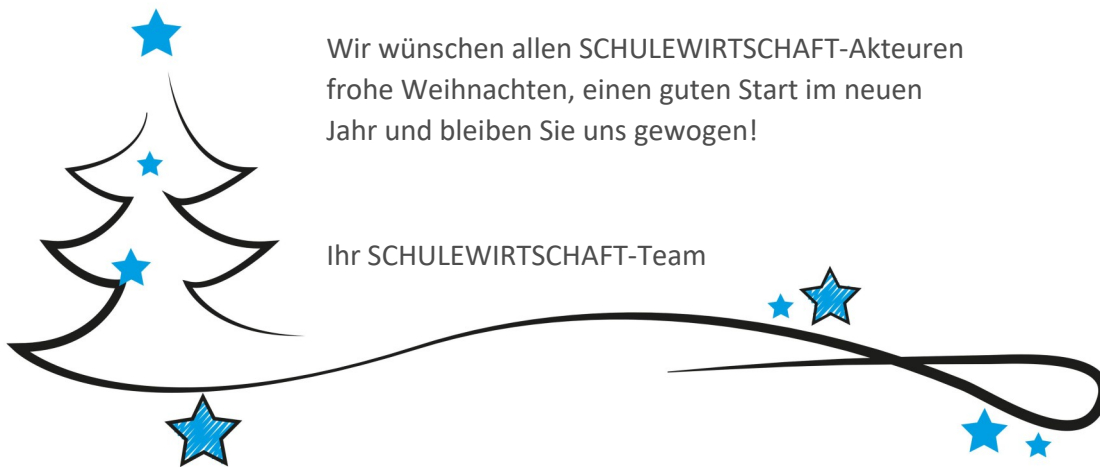 Wir wünschen allen SCHULEWIRTSCHAFT-Akteuren
frohe Weihnachten, einen guten Start im neuen
Jahr und bleiben Sie uns gewogen!
Ihr SCHULEWIRTSCHAFT-Team